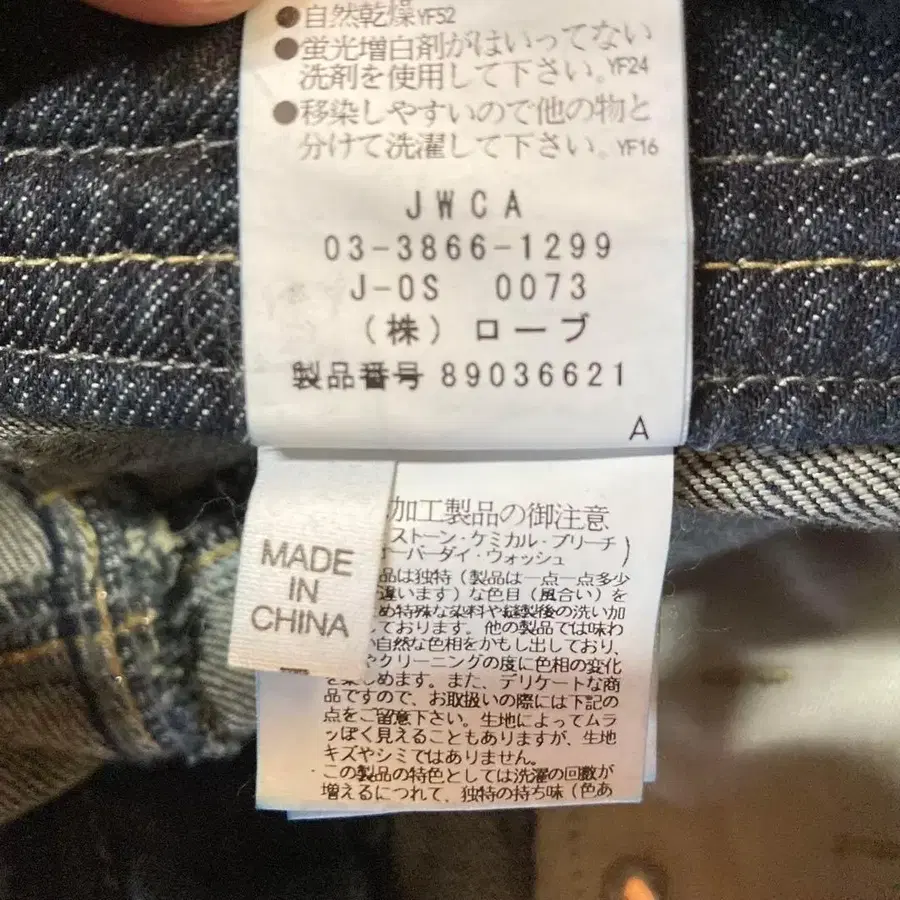 ●自然乾燥YF52
●蛍光増白剤がはいってない
洗剤を使用して下さい。YF24
●移染しやすいので他の物と
分けて洗濯して下さい。YF16
JWCA
03-3866-1299
J-0S 0073
(株) ローブ
製品番号 89036621
A
MADE
IN
CHINA
加工製品の御注意
ストーン・ケミカル・ブリーチ
ーバーダイ・ウォッシュ )
品は独特（製品は一点一点多少
違います）な色目（風合い）を
め特殊な染料や縫製後の洗い加
しております。他の製品では味わ
自然な色相をかもし出しており、
やクリーニングの度に色相の変化
しめます。また、デリケートな商
品ですので、お取扱いの際には下記の
点をご留意下さい。生地によってムラ
っぽく見えることもありますが、生地
キズやシミではありません。
この製品の特色としては洗濯の回数が
増えるにつれて、独特の持ち味（色あ